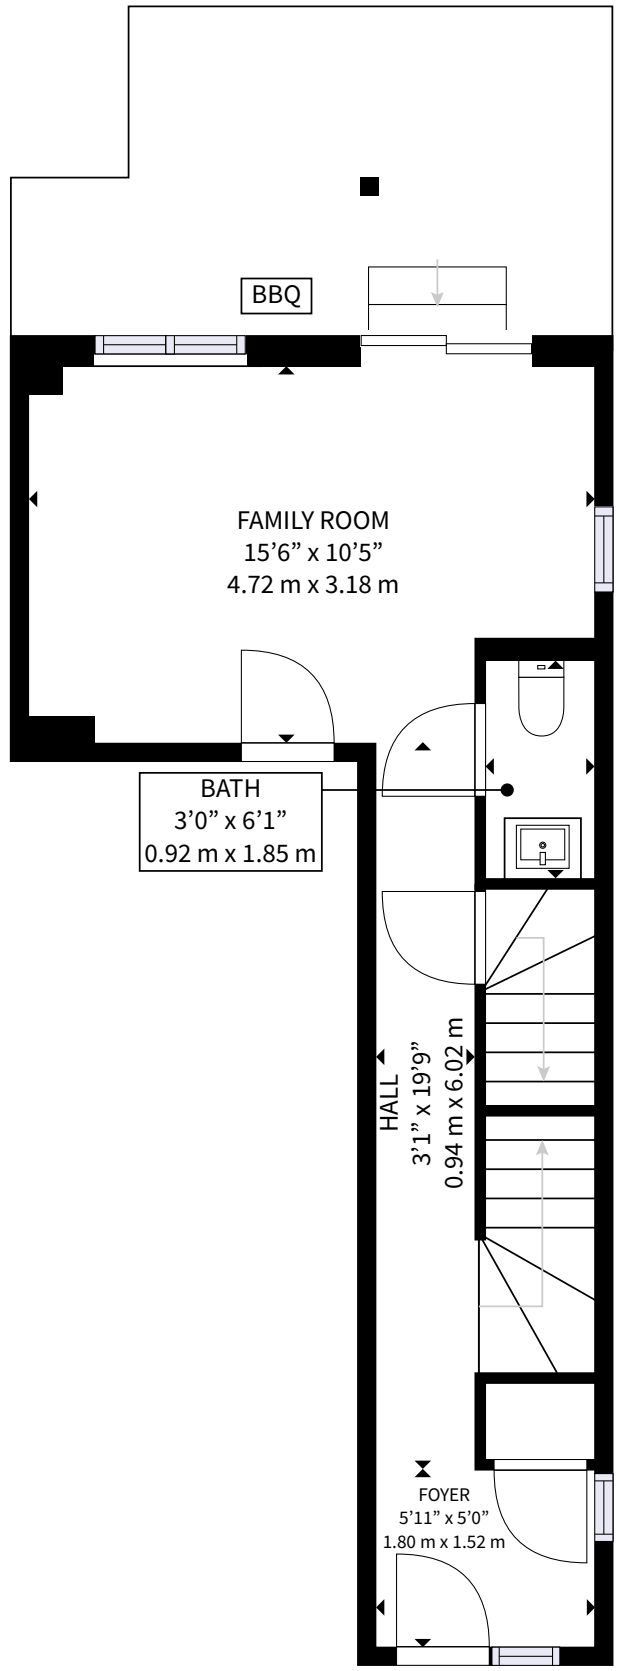 BBQ
FAMILY ROOM
15’6” x 10’5”
4.72 m x 3.18 m
BATH
3’0” x 6’1”
0.92 m x 1.85 m
HALL
3’1” x 19’9”
0.94 m x 6.02 m
FOYER
5’11” x 5’0”
1.80 m x 1.52 m